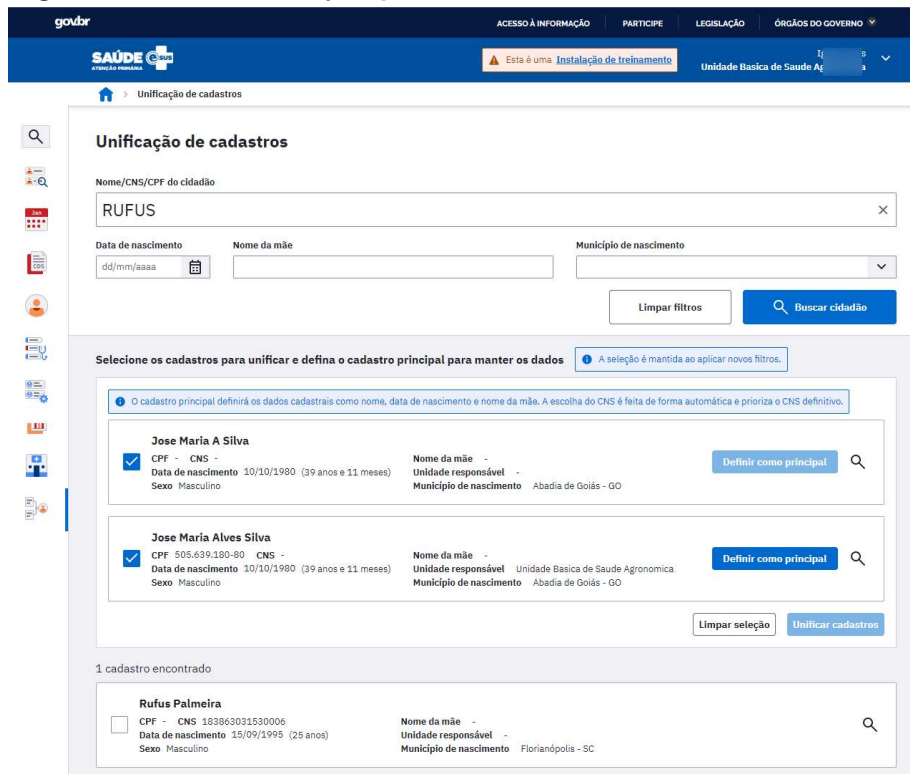 gov.br ACESSO À INFORMAÇÃO PARTICIPE LEGISLAÇÃO ÓRGÃOS DO GOVERNO
SAÚDE e-SUS
ATENÇÃO PRIMÁRIA
Esta é uma Instalação de treinamento
Unidade Basica de Saude
Unificação de cadastros
Unificação de cadastros
Nome/CNS/CPF do cidadão
RUFUS
Data de nascimento Nome da mãe Município de nascimento
dd/mm/aaaa
Limpar filtros Buscar cidadão
Selecione os cadastros para unificar e defina o cadastro principal para manter os dados A seleção é mantida ao aplicar novos filtros.
O cadastro principal definirá os dados cadastrais como nome, data de nascimento e nome da mãe. A escolha do CNS é feita de forma automática e prioriza o CNS definitivo.
Jose Maria A Silva
CPF - CNS - Nome da mãe -
Data de nascimento 10/10/1980 (39 anos e 11 meses) Unidade responsável -
Sexo Masculino Município de nascimento Abadia de Goiás - GO
Definir como principal
Jose Maria Alves Silva
CPF 505.639.180-80 CNS - Nome da mãe -
Data de nascimento 10/10/1980 (39 anos e 11 meses) Unidade responsável Unidade Basica de Saude Agronomica
Sexo Masculino Município de nascimento Abadia de Goiás - GO
Definir como principal
Limpar seleção Unificar cadastros
1 cadastro encontrado
Rufus Palmeira
CPF - CNS 183863031530006 Nome da mãe -
Data de nascimento 15/09/1995 (25 anos) Unidade responsável -
Sexo Masculino Município de nascimento Florianópolis - SC
Jan
CDS